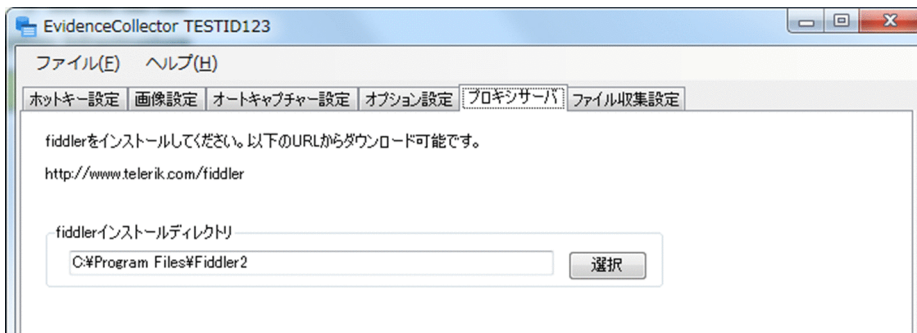 EvidenceCollector TESTID123
ファイル(F) ヘルプ(H)
ホットキー設定 画像設定 オートキャプチャー設定 オプション設定 プロキシサーバ ファイル収集設定
fiddlerをインストールしてください。以下のURLからダウンロード可能です。
http://www.telerik.com/fiddler
fiddlerインストールディレクトリ
C:¥Program Files¥Fiddler2 選択